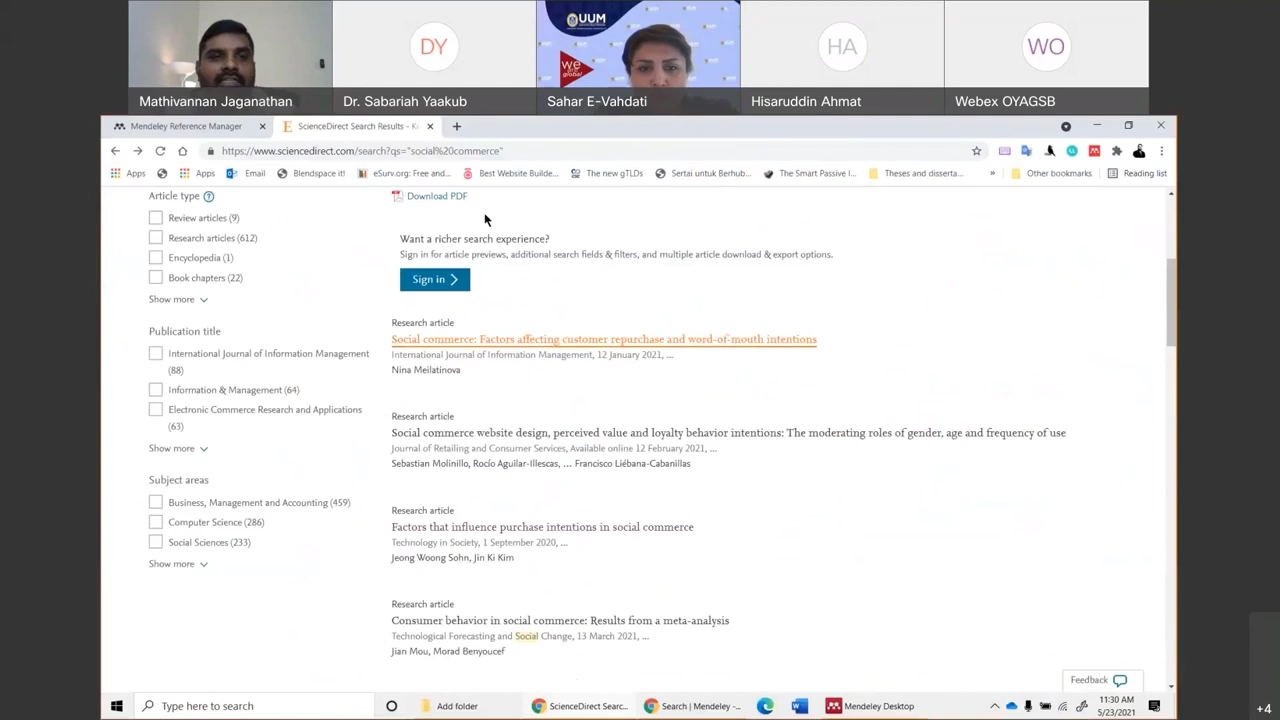 DY
UUM
we
are
global
HA
WO
Mathivannan Jaganathan
Dr. Sabariah Yaakub
Sahar E-Vahdati
Hisaruddin Ahmat
Webex OYAGSB
Mendeley Reference Manager
ScienceDirect Search Results - Ke
https://www.sciencedirect.com/search?qs="social%20commerce"
Apps
Apps
Email
Blendspace it!
eSurv.org: Free and...
Best Website Builde...
The new gTLDs
Sertai untuk Berhub...
The Smart Passive I...
Theses and disserta...
»
Other bookmarks
Reading list
Article type
Review articles (9)
Research articles (612)
Encyclopedia (1)
Book chapters (22)
Show more
Publication title
International Journal of Information Management
(88)
Information & Management (64)
Electronic Commerce Research and Applications
(63)
Show more
Subject areas
Business, Management and Accounting (459)
Computer Science (286)
Social Sciences (233)
Show more
Download PDF
Want a richer search experience?
Sign in for article previews, additional search fields & filters, and multiple article download & export options.
Sign in
Research article
Social commerce: Factors affecting customer repurchase and word-of-mouth intentions
International Journal of Information Management, 12 January 2021, ...
Nina Meilatinova
Research article
Social commerce website design, perceived value and loyalty behavior intentions: The moderating roles of gender, age and frequency of use
Journal of Retailing and Consumer Services, Available online 12 February 2021, ...
Sebastian Molinillo, Rocío Aguilar-Illescas, ... Francisco Liébana-Cabanillas
Research article
Factors that influence purchase intentions in social commerce
Technology in Society, 1 September 2020, ...
Jeong Woong Sohn, Jin Ki Kim
Research article
Consumer behavior in social commerce: Results from a meta-analysis
Technological Forecasting and Social Change, 13 March 2021, ...
Jian Mou, Morad Benyoucef
Feedback
Type here to search
Add folder
ScienceDirect Searc...
Search | Mendeley -...
Mendeley Desktop
11:30 AM
5/23/2021
+4